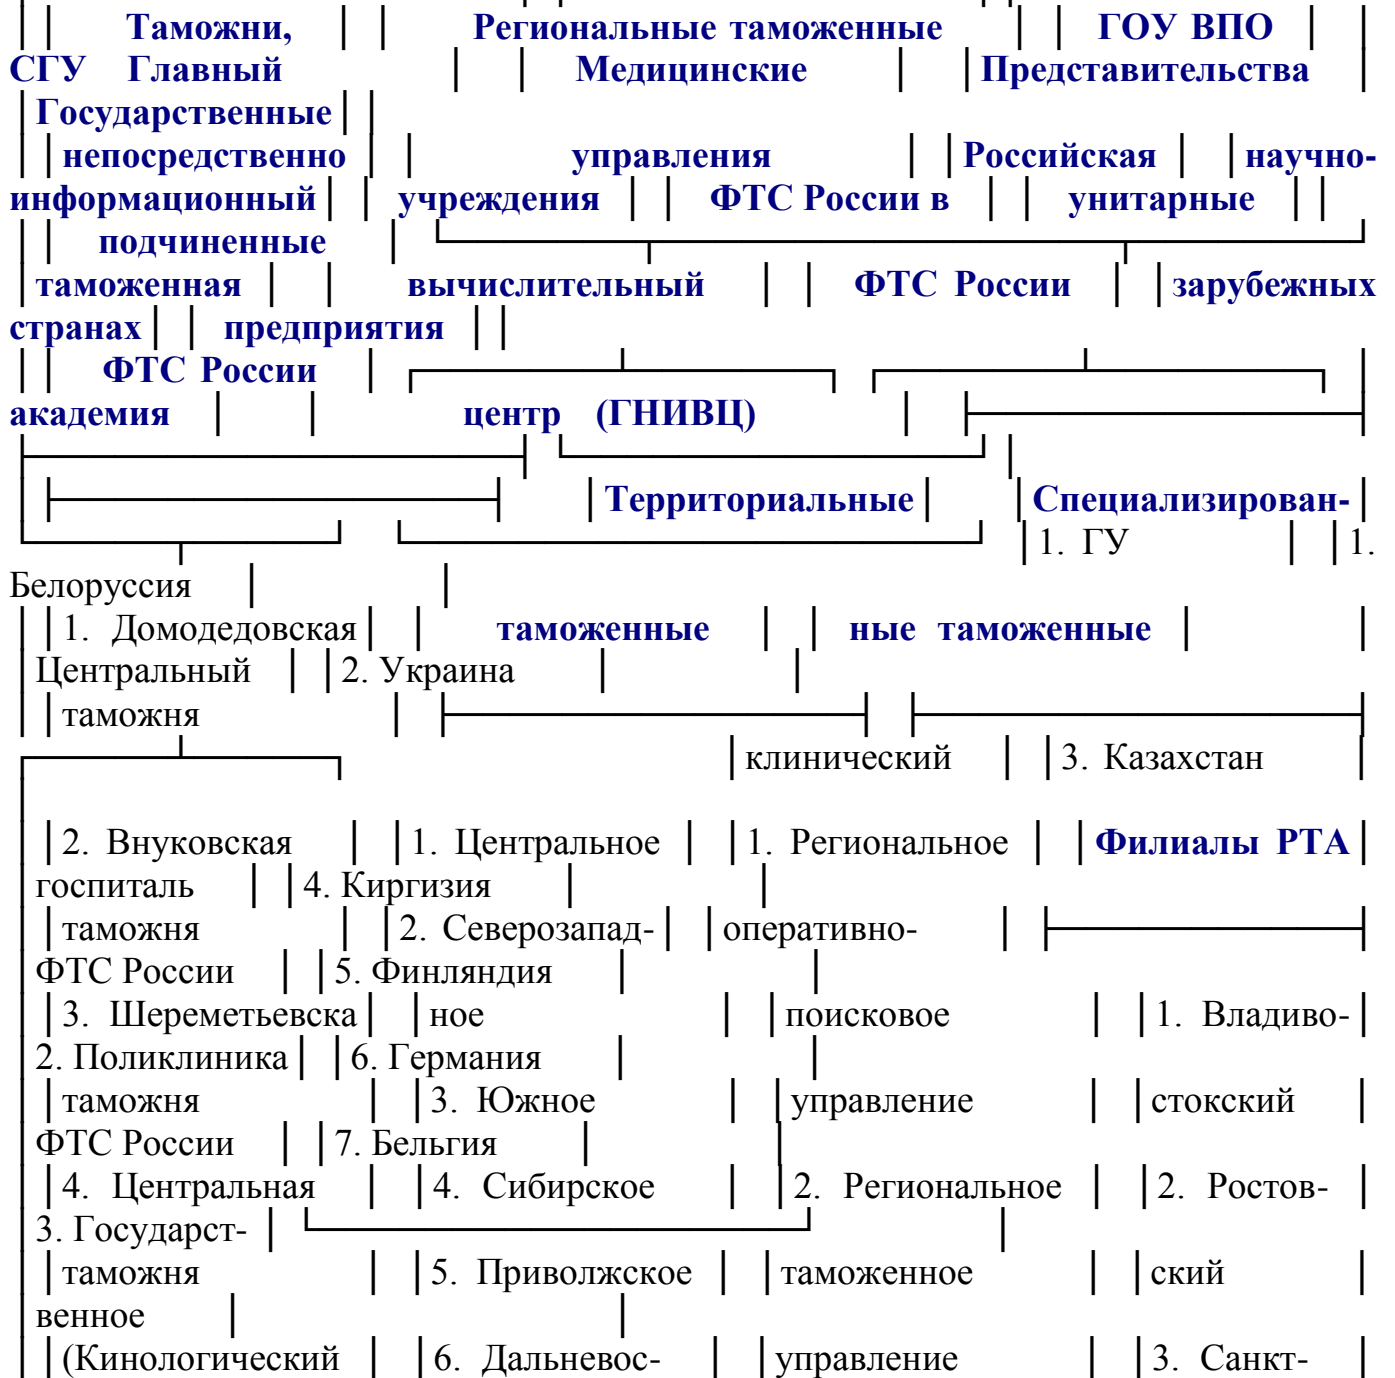 Таможни, Региональные таможенные ГОУ ВПО
СГУ Главный Медицинские Представительства
Государственные
непосредственно управления Российская научно-
информационный учреждения ФТС России в унитарные
подчиненные
таможенная вычислительный ФТС России зарубежных
странах предприятия
ФТС России
академия центр (ГНИВЦ)
Территориальные Специализирован-
1. ГУ 1.
Белоруссия
1. Домодедовская таможенные ные таможенные
Центральный 2. Украина
таможня
клинический 3. Казахстан
2. Внуковская 1. Центральное 1. Региональное Филиалы РТА
госпиталь 4. Киргизия
таможня 2. Северозапад- оперативно-
ФТС России 5. Финляндия
3. Шереметьевска ное поисковое 1. Владиво-
2. Поликлиника 6. Германия
таможня 3. Южное управление стокский
ФТС России 7. Бельгия
4. Центральная 4. Сибирское 2. Региональное 2. Ростов-
3. Государст-
таможня 5. Приволжское таможенное ский
венное
(Кинологический 6. Дальневос- управление 3. Санкт-